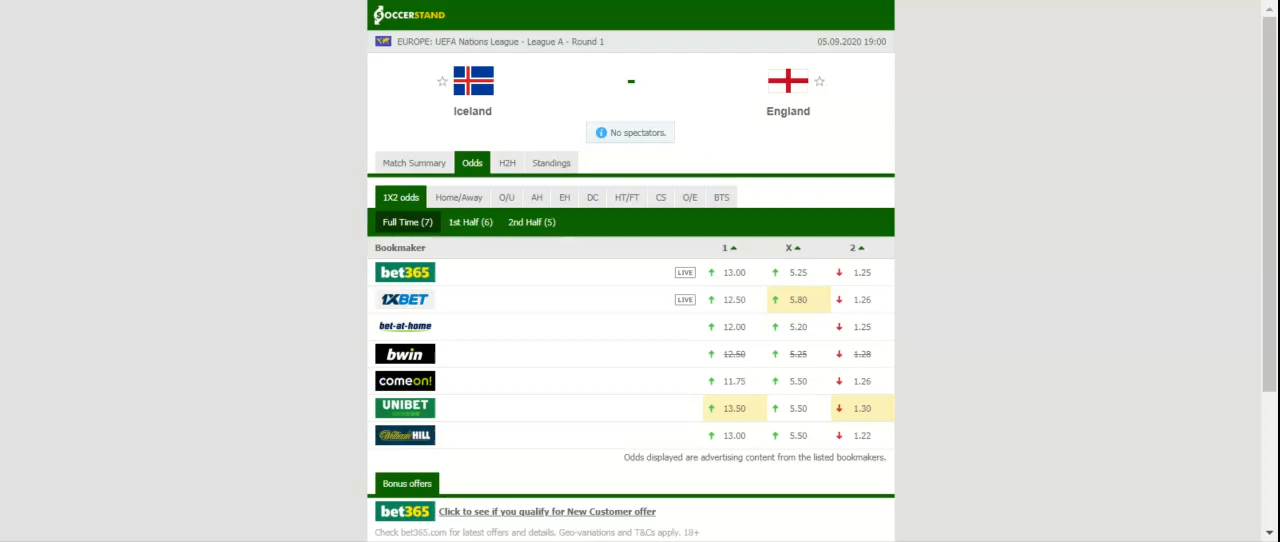 SOCCERSTAND
EUROPE: UEFA Nations League - League A - Round 1 05.09.2020 19:00
-
Iceland England
No spectators.
Match Summary Odds H2H Standings
1X2 odds Home/Away O/U AH EH DC HT/FT CS O/E BTS
Full Time (7) 1st Half (6) 2nd Half (5)
Bookmaker 1 X 2
bet365 LIVE 13.00 5.25 1.25
1XBET LIVE 12.50 5.80 1.26
bet-at-home 12.00 5.20 1.25
bwin 12.50 5.25 1.28
comeon! 11.75 5.50 1.26
UNIBET 13.50 5.50 1.30
William HILL 13.00 5.50 1.22
Odds displayed are advertising content from the listed bookmakers.
Bonus offers
bet365 Click to see if you qualify for New Customer offer
Check bet365.com for latest offers and details. Geo-variations and T&Cs apply. 18+